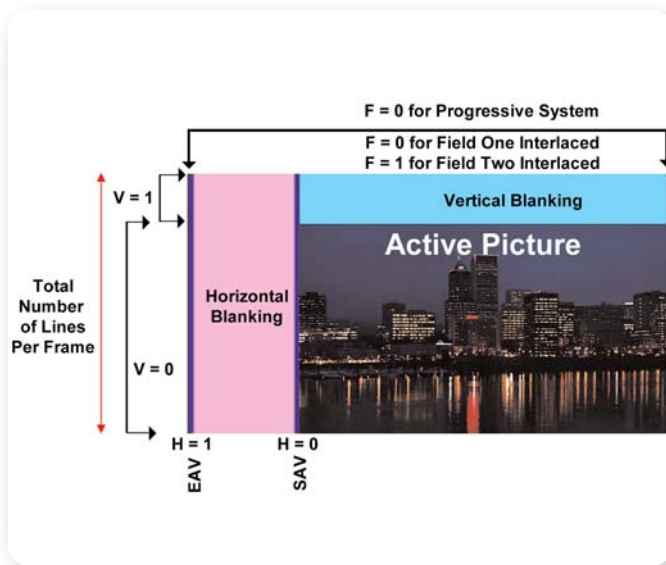 F = 0 for Progressive System
F = 0 for Field One Interlaced
F = 1 for Field Two Interlaced
V = 1
Vertical Blanking
Active Picture
Total
Number
of Lines
Per Frame
Horizontal
Blanking
V = 0
H = 1
H = 0
EAV
SAV